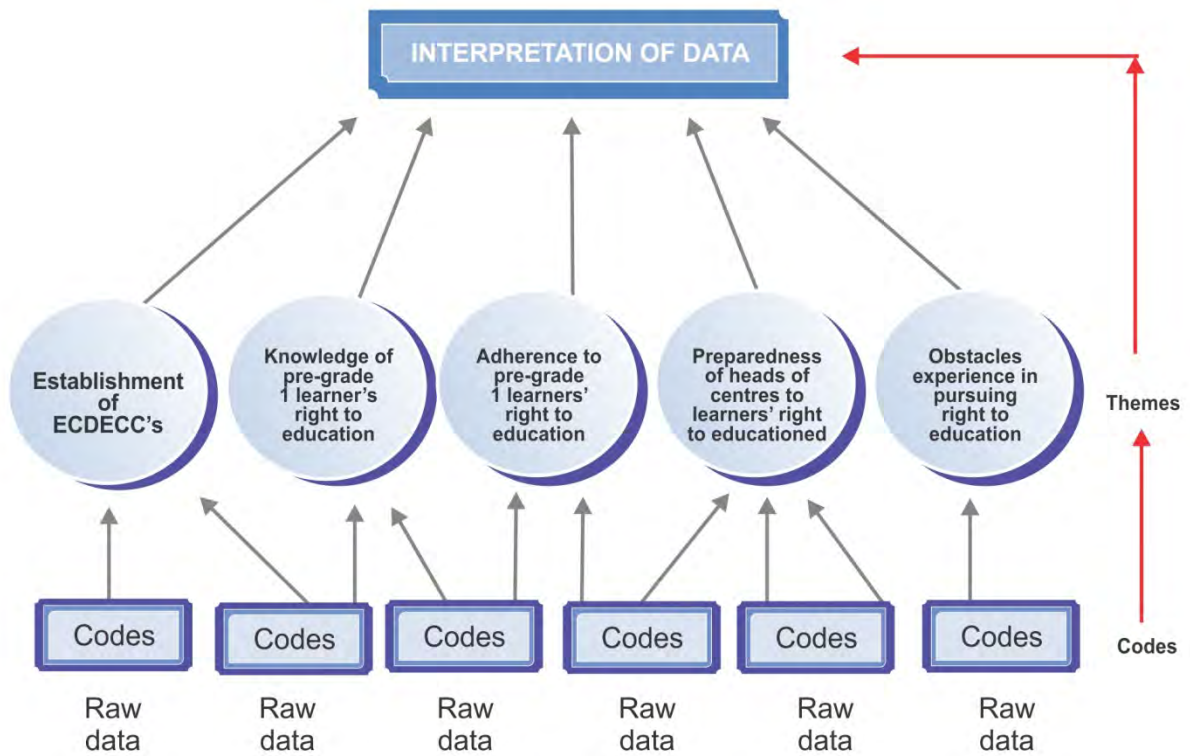 INTERPRETATION OF DATA
Establishment
of
ECDECC's
Knowledge of
pre-grade
1 learner's right to
education
Adherence to
pre-grade
1 learners' right to
education
Preparedness
of heads of
centres to
learners' right
to educationed
Obstacles
experience in
pursuing
right to
education
Themes
Codes
Codes
Codes
Codes
Codes
Codes
Codes
Raw
data
Raw
data
Raw
data
Raw
data
Raw
data
Raw
data